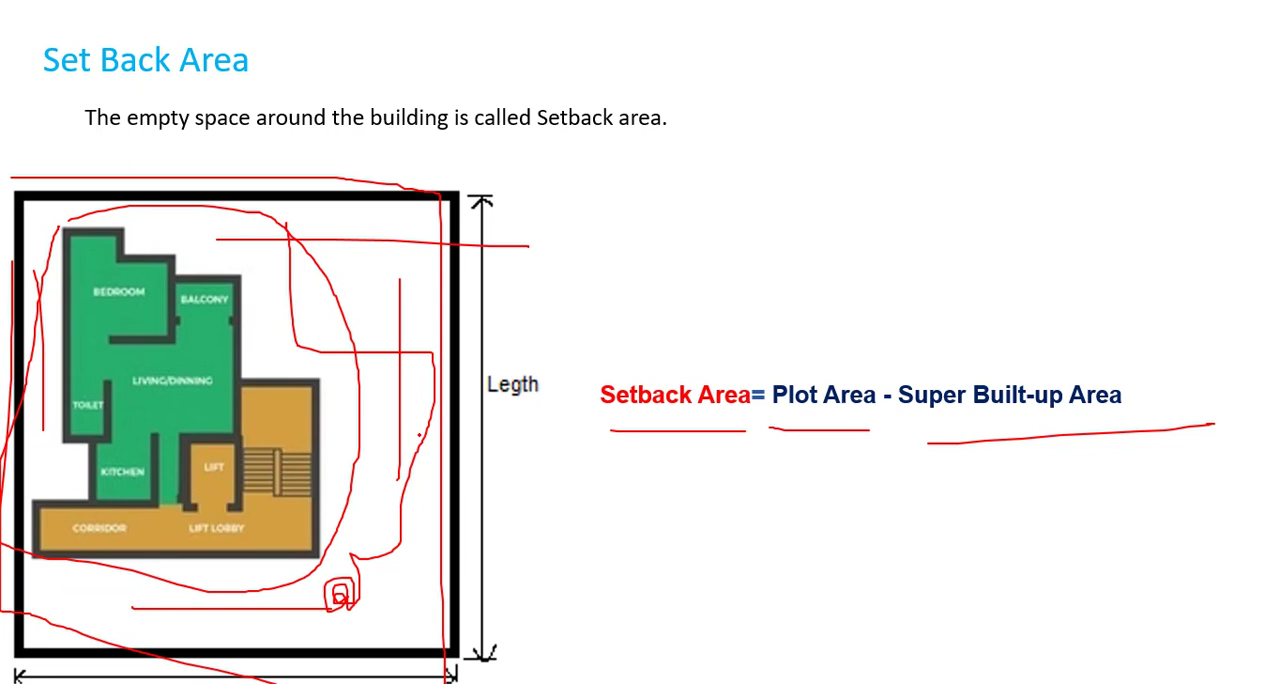 Set Back Area
The empty space around the building is called Setback area.
BEDROOM
BALCONY
LIVING/DINNING
Legth
Setback Area= Plot Area - Super Built-up Area
TOILET
KITCHEN
LIFT
CORRIDOR
LIFT LOBBY